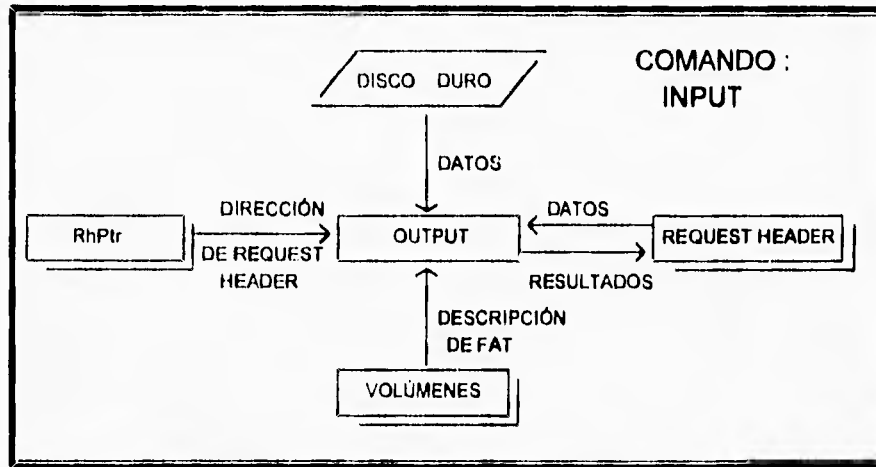 COMANDO :
INPUT
DISCO DURO
DATOS
RhPtr
DIRECCIÓN
DE REQUEST
HEADER
OUTPUT
DATOS
RESULTADOS
REQUEST HEADER
DESCRIPCIÓN
DE FAT
VOLÚMENES